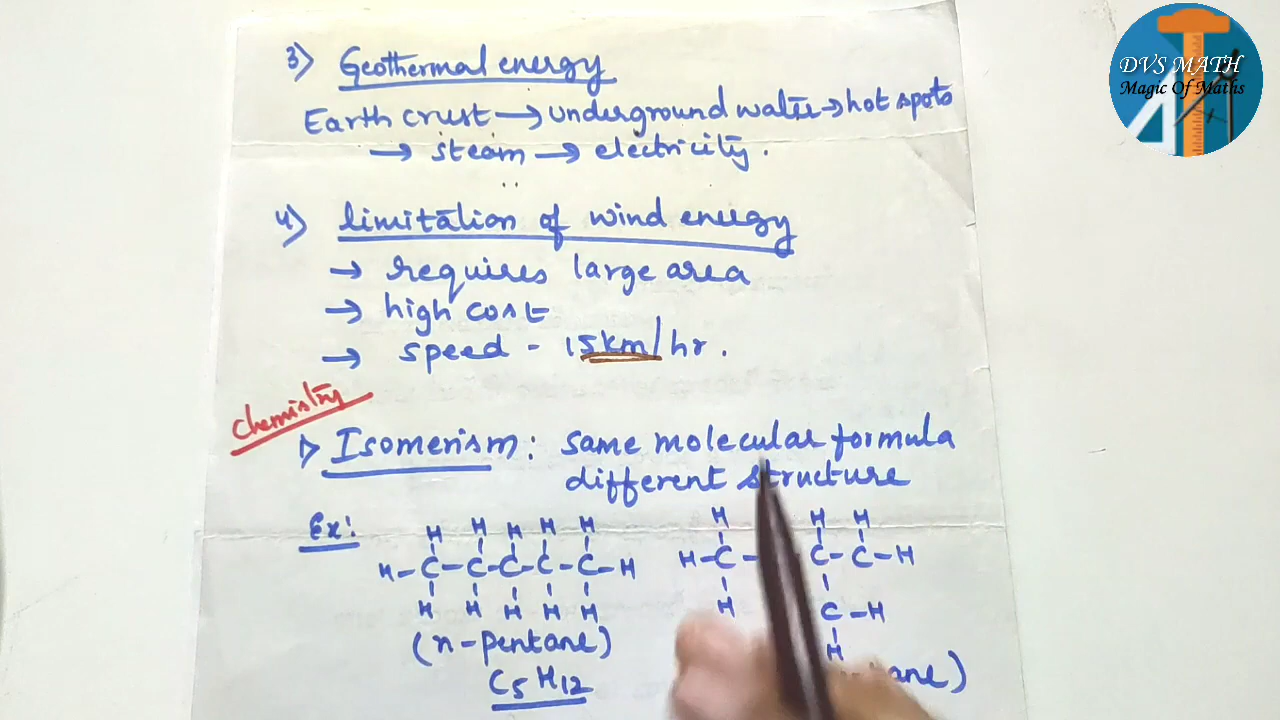 3) Geothermal energy
Earth crust → underground water → hot spots
→ steam → electricity.
4) limitation of wind energy
→ requires large area
→ high cost
→ speed - 15km/hr.
Chemistry
1) Isomerism: same molecular formula
different structure
Ex:
H H H H H
H-C-C-C-C-C-H
H H H H H
(n-pentane)
C5H12
H H H
H-C- C-C-H
H C-H
H
ane)
DVS MATH
Magic Of Maths